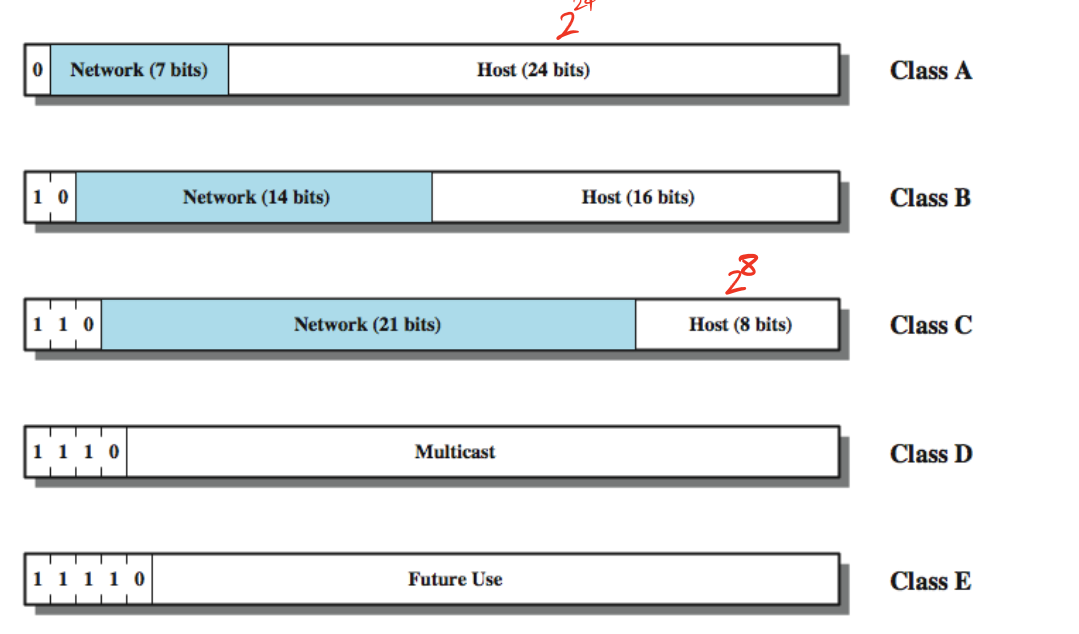 2^24
0 Network (7 bits) Host (24 bits) Class A
1 0 Network (14 bits) Host (16 bits) Class B
2^8
1 1 0 Network (21 bits) Host (8 bits) Class C
1 1 1 0 Multicast Class D
1 1 1 1 0 Future Use Class E